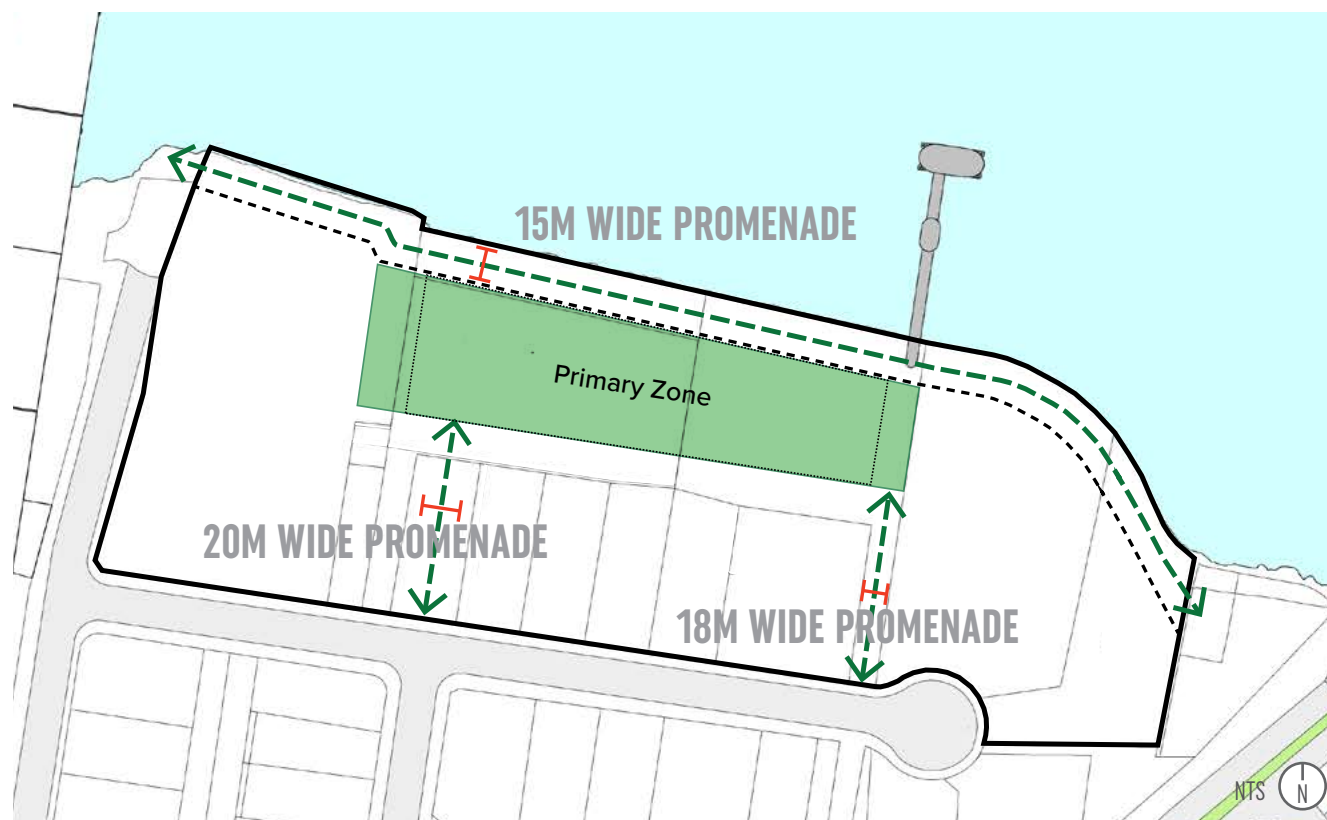 15M WIDE PROMENADE
Primary Zone
20M WIDE PROMENADE
18M WIDE PROMENADE
NTS
N